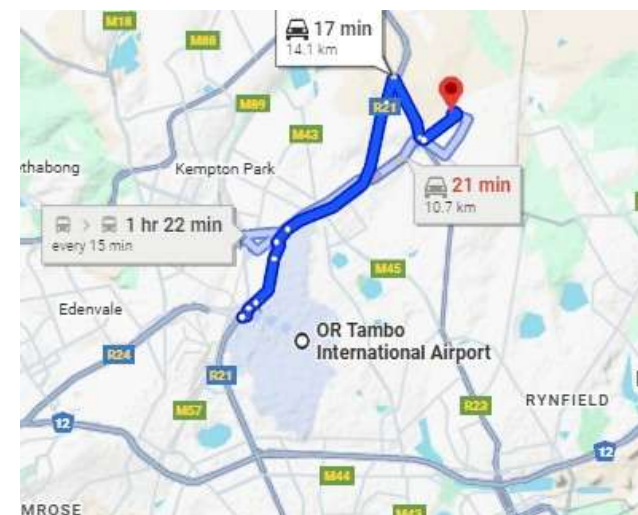 M18
17 min
14.1 km
M88
M89
R21
M43
thabong
Kempton Park
21 min
10.7 km
1 hr 22 min
every 15 min
M45
Edenvale
OR Tambo
International Airport
R24
R21
R23
RYNFIELD
M57
12
12
M44
M43
MROSE